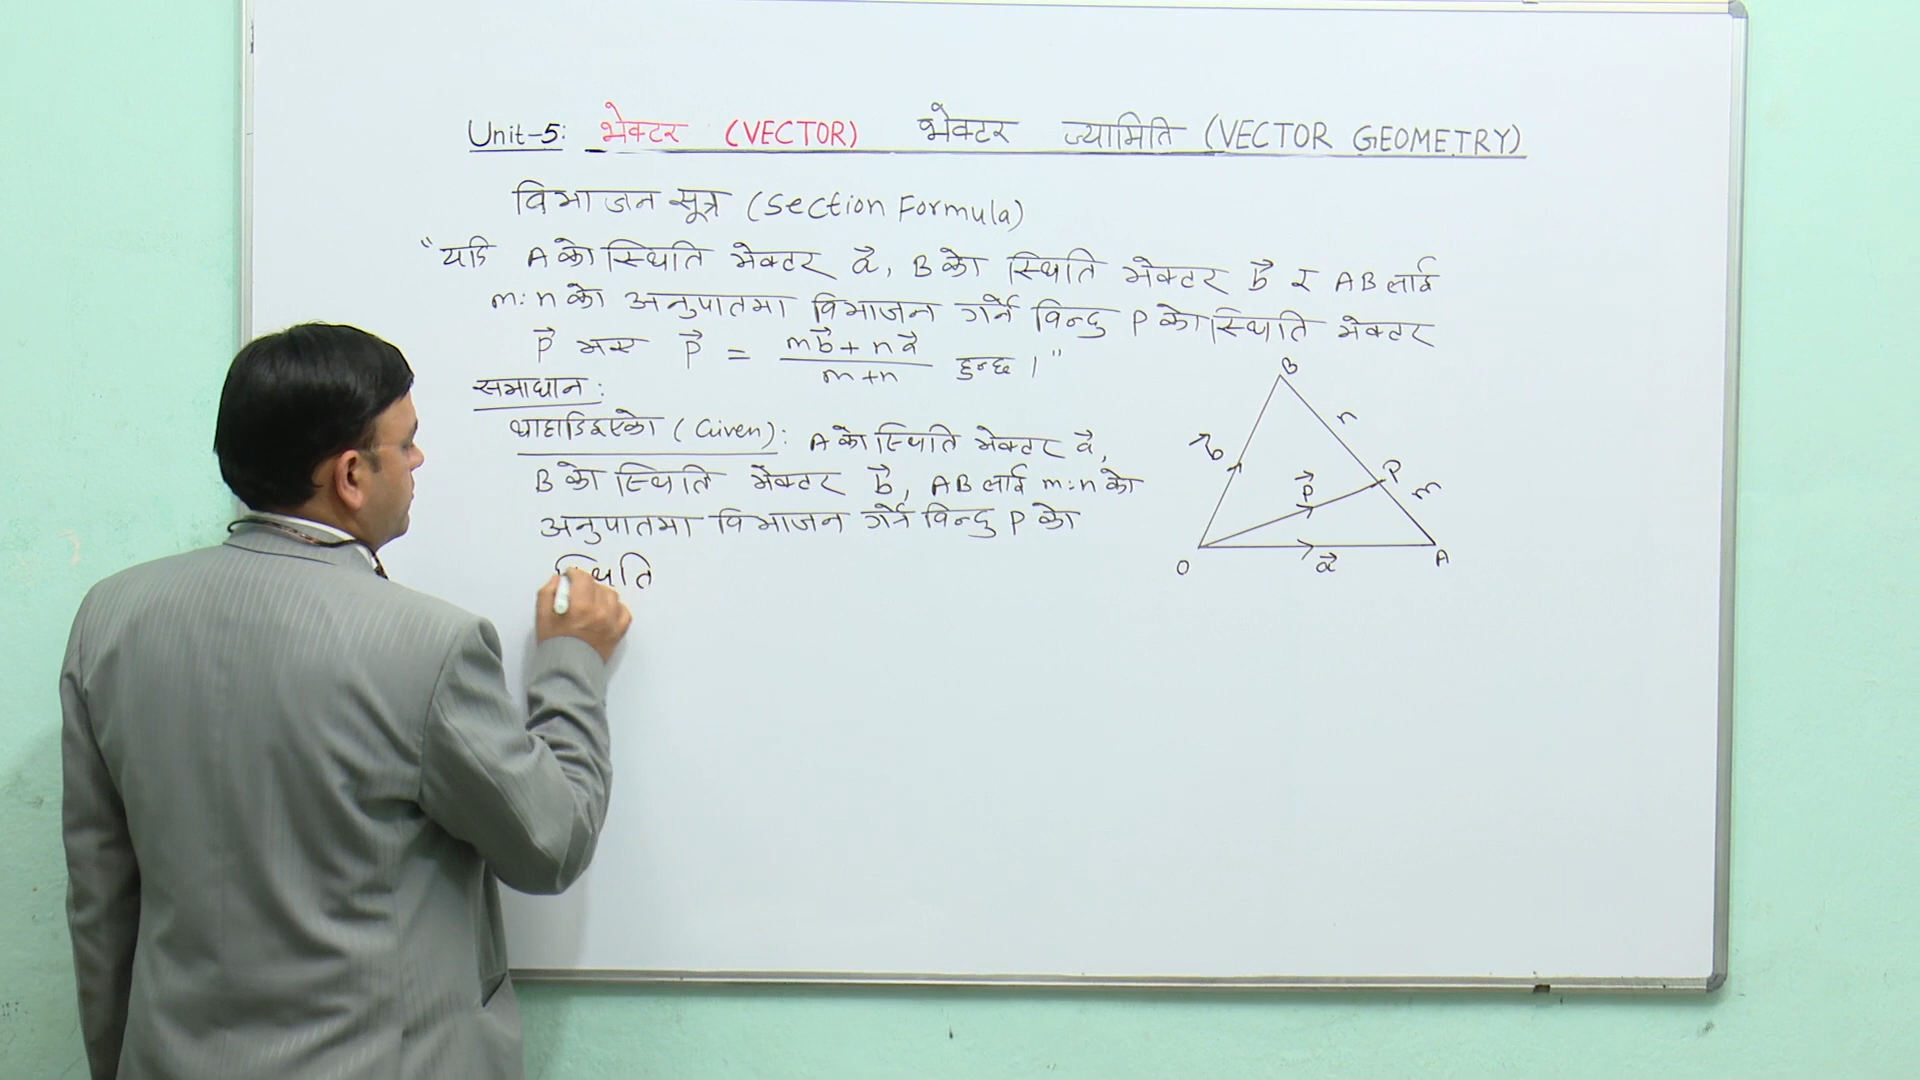 Unit-5: भेक्टर (VECTOR) भेक्टर ज्यामिति (VECTOR GEOMETRY)
विभाजन सूत्र (Section Formula)
"यदि A को स्थिति भेक्टर a⃗, B को स्थिति भेक्टर b⃗ र AB लाई
m:n को अनुपातमा विभाजन गर्ने विन्दु P को स्थिति भेक्टर
p⃗ भए p⃗ = (mb⃗ + na⃗)/(m+n) हुन्छ ।"
समाधान:
थाहादिइएको (Given): A को स्थिति भेक्टर a⃗,
B को स्थिति भेक्टर b⃗, AB लाई m:n को
अनुपातमा विभाजन गर्ने विन्दु P को
स्थिति
B
b⃗
P
p⃗
O
a⃗
A